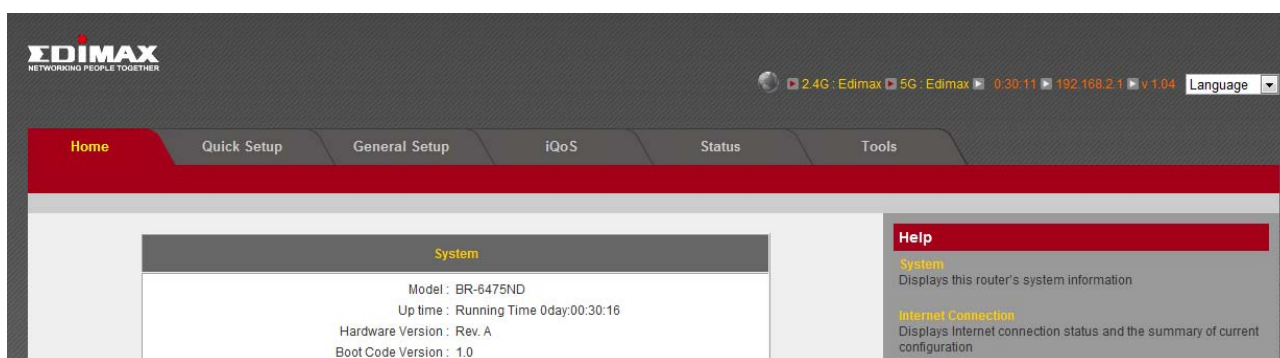 EDIMAX
NETWORKING PEOPLE TOGETHER
2.4G : Edimax 5G : Edimax 0:30:11 192.168.2.1 v 1.04 Language
Home Quick Setup General Setup iQoS Status Tools
System
Model : BR-6475ND
Up time : Running Time 0day:00:30:16
Hardware Version : Rev. A
Boot Code Version : 1.0
Help
System
Displays this router's system information
Internet Connection
Displays Internet connection status and the summary of current
configuration